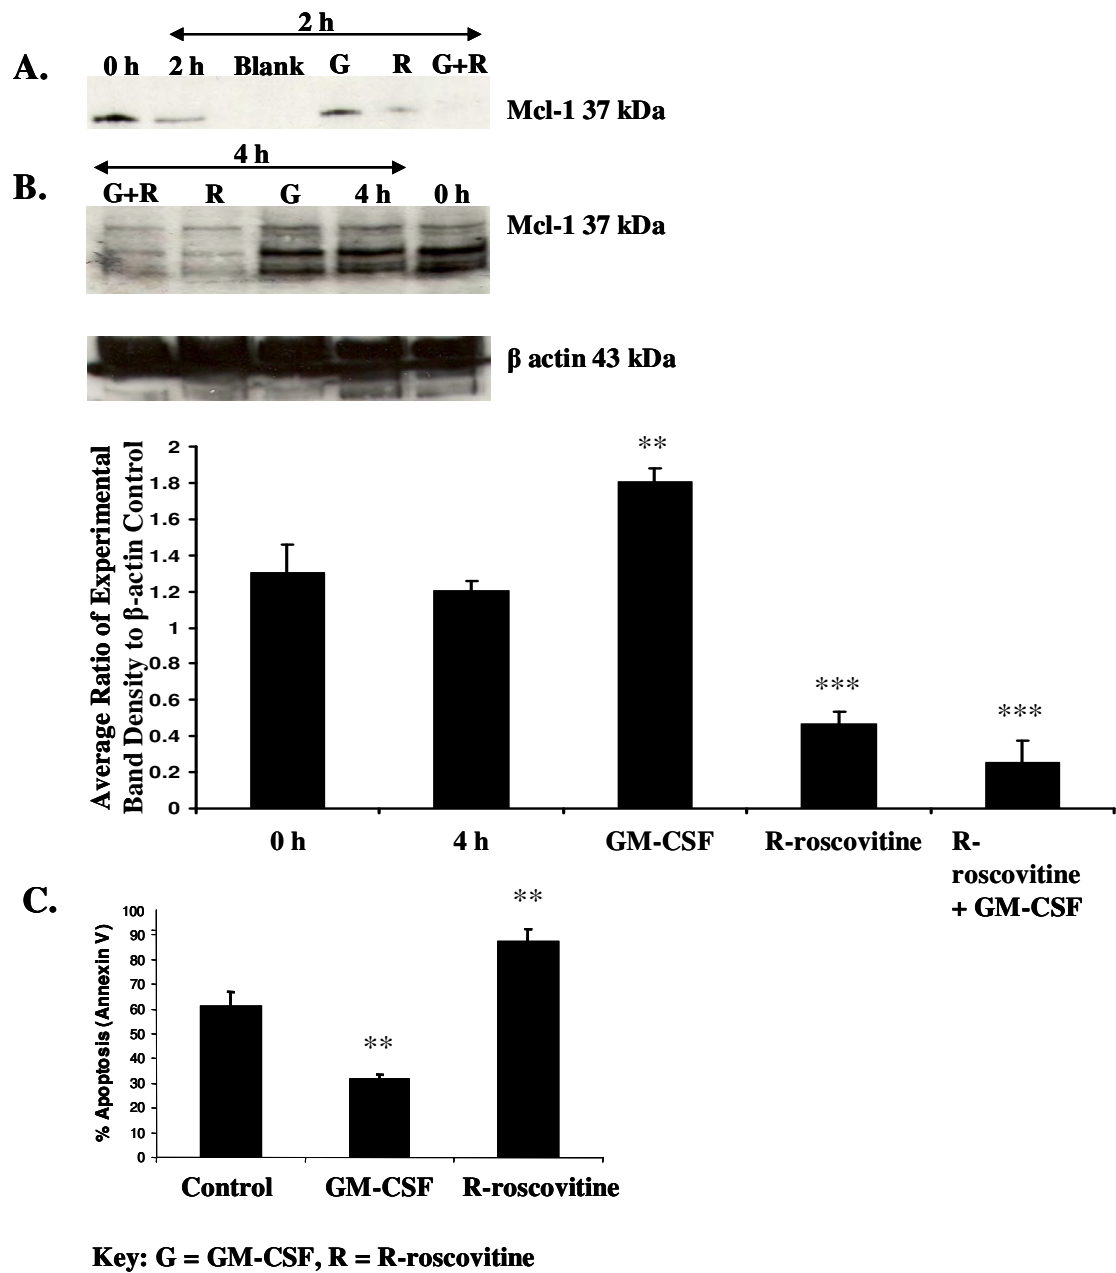 2 h
A.
0 h 2 h Blank G R G+R
Mcl-1 37 kDa
4 h
B.
G+R R G 4 h 0 h
Mcl-1 37 kDa
β actin 43 kDa
Average Ratio of Experimental
Band Density to β-actin Control
2
1.8
1.6
1.4
1.2
1
0.8
0.6
0.4
0.2
0
**
***
***
0 h
4 h
GM-CSF
R-roscovitine
R-
roscovitine
+ GM-CSF
C.
% Apoptosis (Annexin V)
100
90
80
70
60
50
40
30
20
10
0
**
**
Control
GM-CSF
R-roscovitine
Key: G = GM-CSF, R = R-roscovitine